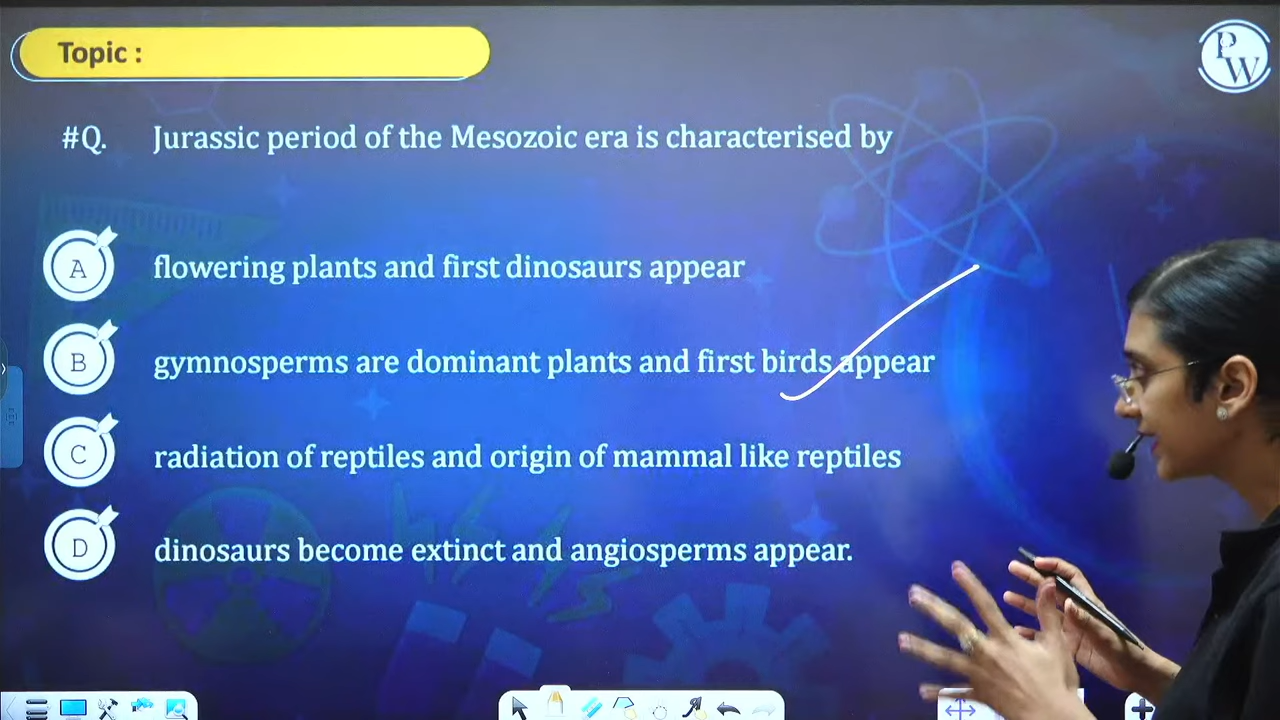 Topic :
PW
#Q. Jurassic period of the Mesozoic era is characterised by
A flowering plants and first dinosaurs appear
B gymnosperms are dominant plants and first birds appear
C radiation of reptiles and origin of mammal like reptiles
D dinosaurs become extinct and angiosperms appear.